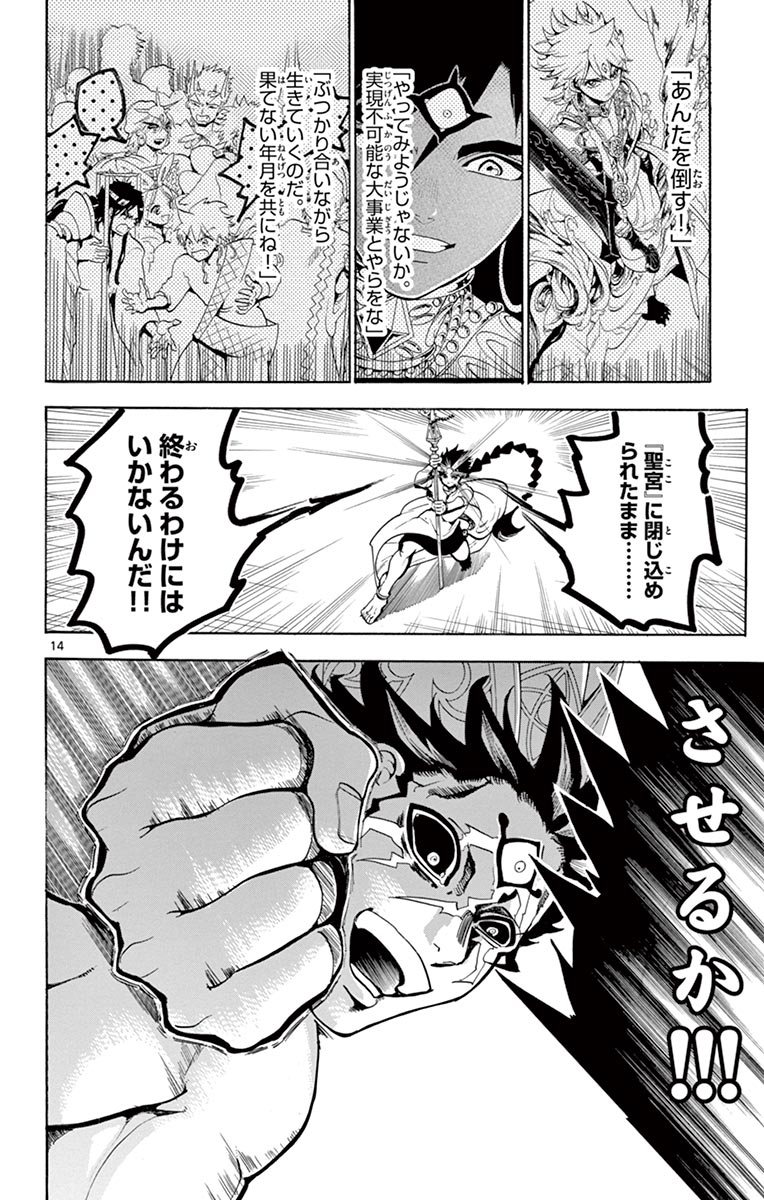 「あんたを倒す！」
「やってみようじゃないか。
実現不可能な大事業とやらをな」
「ぶつかり合いながら
生きていくのだ。
果てない年月を共にね！」
『聖宮』に閉じ込め
られたまま………
終わるわけには
いかないんだ!!
14
させるか!!!